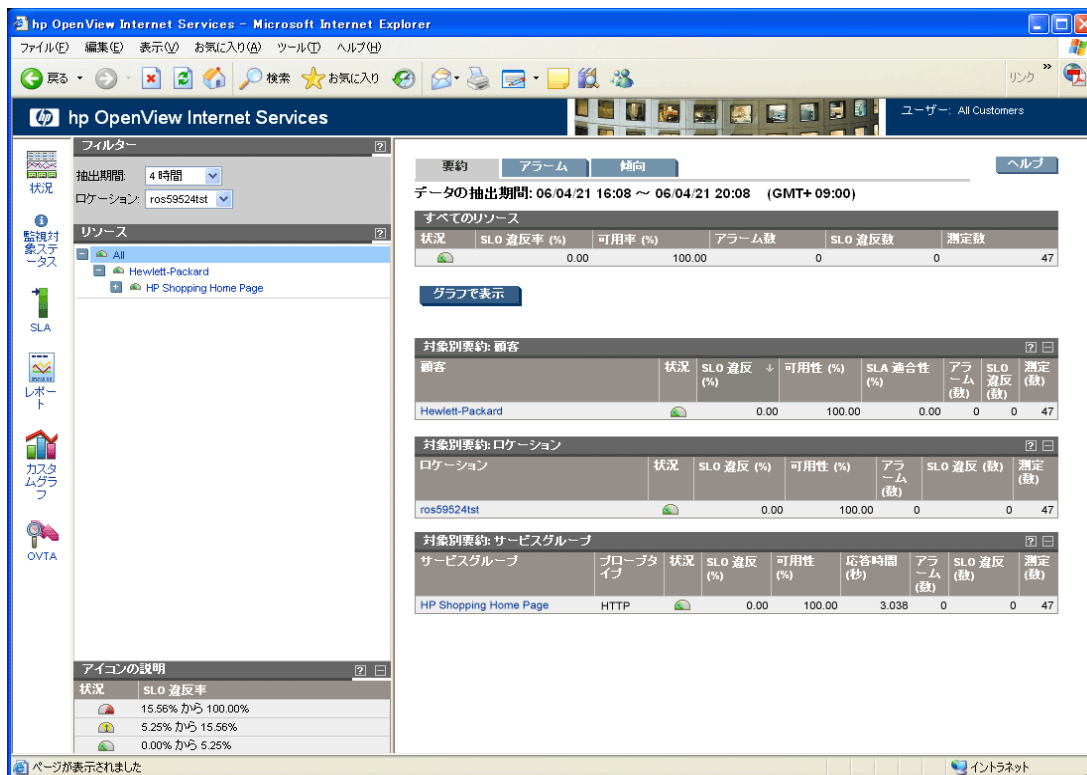 hp OpenView Internet Services - Microsoft Internet Explorer
ファイル(F) 編集(E) 表示(V) お気に入り(A) ツール(T) ヘルプ(H)
戻る 検索 お気に入り リンク »
hp hp OpenView Internet Services ユーザー: All Customers
状況
監視対象ステータス
SLA
レポート
カスタムグラフ
OVTA
フィルター ?
抽出期間: 4 時間
ロケーション: ros59524tst
リソース ?
All
Hewlett-Packard
HP Shopping Home Page
アイコンの説明 ?
状況 SLO 違反率
15.56% から 100.00%
5.25% から 15.56%
0.00% から 5.25%
要約 アラーム 傾向 ヘルプ
データの抽出期間: 06/04/21 16:08 ～ 06/04/21 20:08 (GMT+ 09:00)
すべてのリソース
状況 SLO 違反率 (%) 可用率 (%) アラーム数 SLO 違反数 測定数
0.00 100.00 0 0 47
グラフで表示
対象別要約: 顧客 ?
顧客 状況 SLO 違反 (%) ↓ 可用性 (%) SLA 適合性 (%) アラーム (数) SLO 違反 (数) 測定 (数)
Hewlett-Packard 0.00 100.00 0.00 0 0 47
対象別要約: ロケーション ?
ロケーション 状況 SLO 違反 (%) 可用性 (%) アラーム (数) SLO 違反 (数) 測定 (数)
ros59524tst 0.00 100.00 0 0 47
対象別要約: サービスグループ ?
サービスグループ プローブタイプ 状況 SLO 違反 (%) 可用性 (%) 応答時間 (秒) アラーム (数) SLO 違反 (数) 測定 (数)
HP Shopping Home Page HTTP 0.00 100.00 3.038 0 0 47
ページが表示されました イントラネット